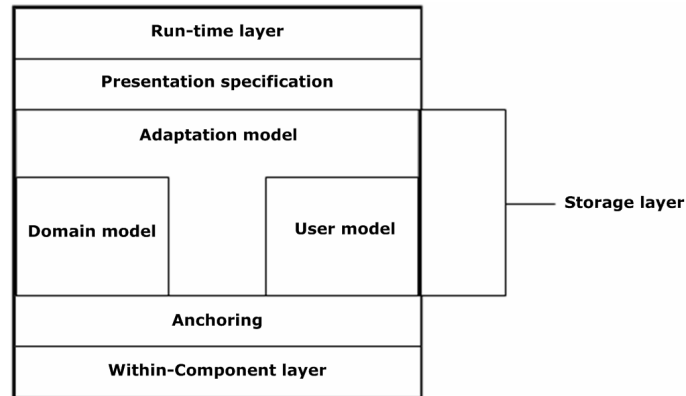 Run-time layer
Presentation specification
Adaptation model
Storage layer
Domain model
User model
Anchoring
Within-Component layer